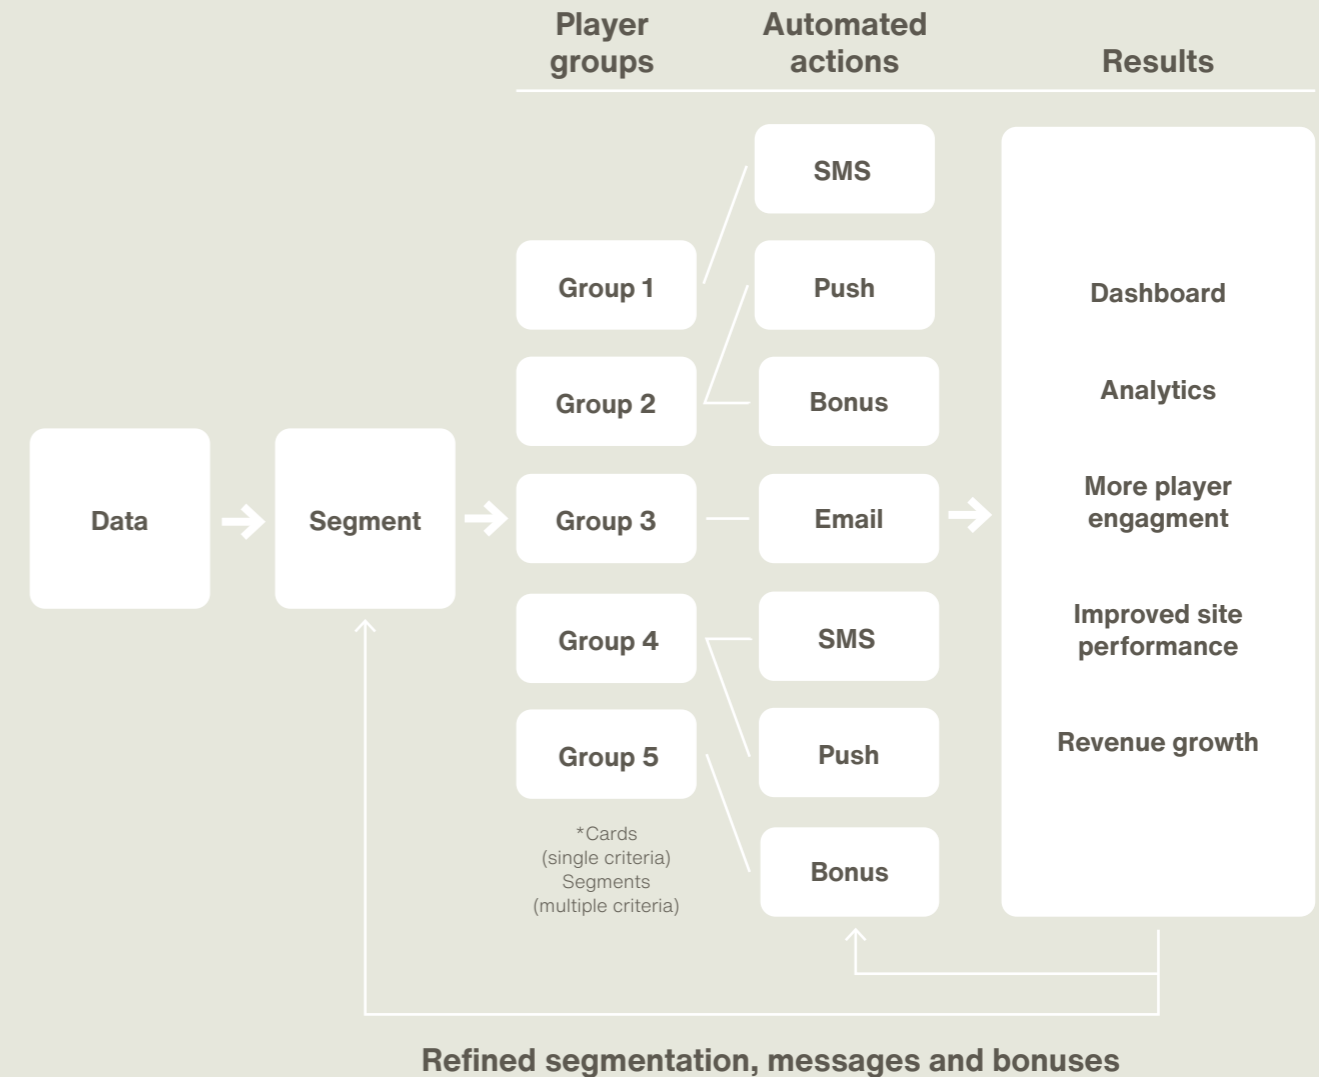 Player
groups
Automated
actions
Results
Data
Segment
Group 1
Group 2
Group 3
Group 4
Group 5
*Cards
(single criteria)
Segments
(multiple criteria)
SMS
Push
Bonus
Email
SMS
Push
Bonus
Dashboard
Analytics
More player
engagment
Improved site
performance
Revenue growth
Refined segmentation, messages and bonuses